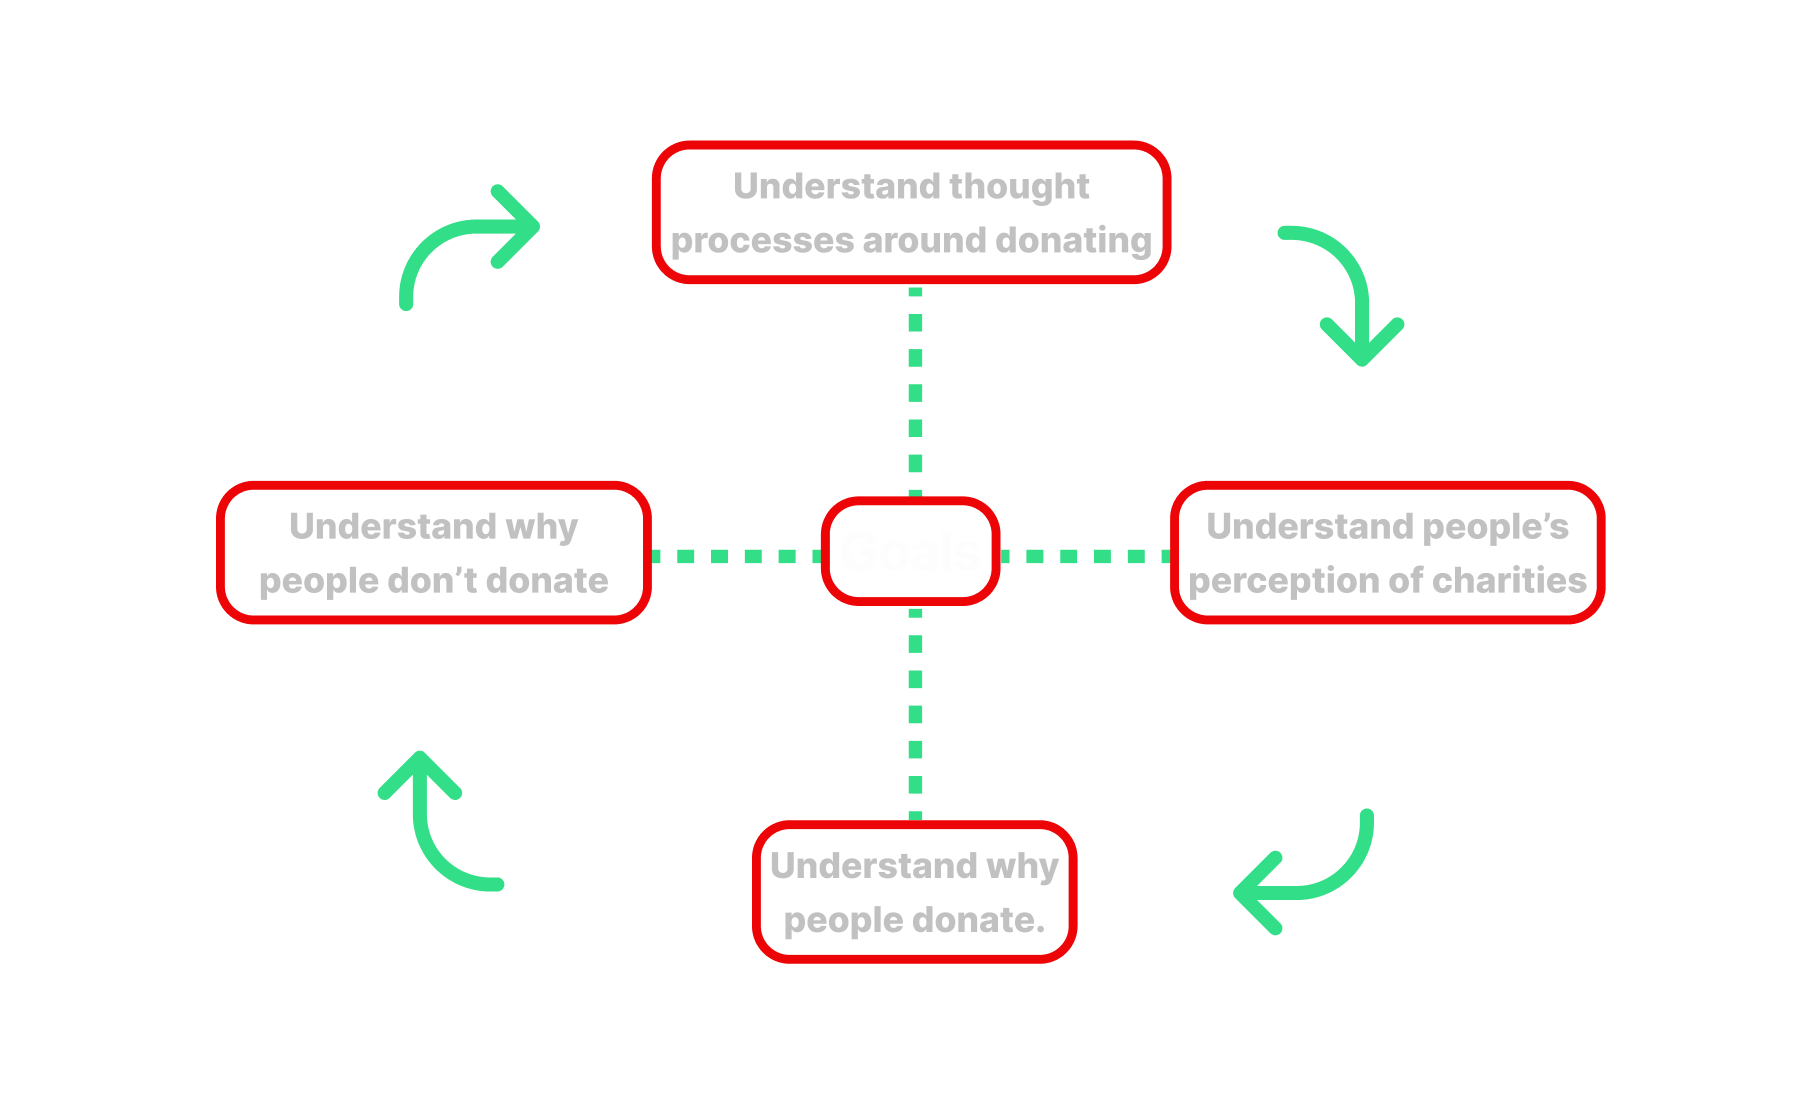 Understand thought
processes around donating
Understand why
people don’t donate
Goals
Understand people’s
perception of charities
Understand why
people donate.